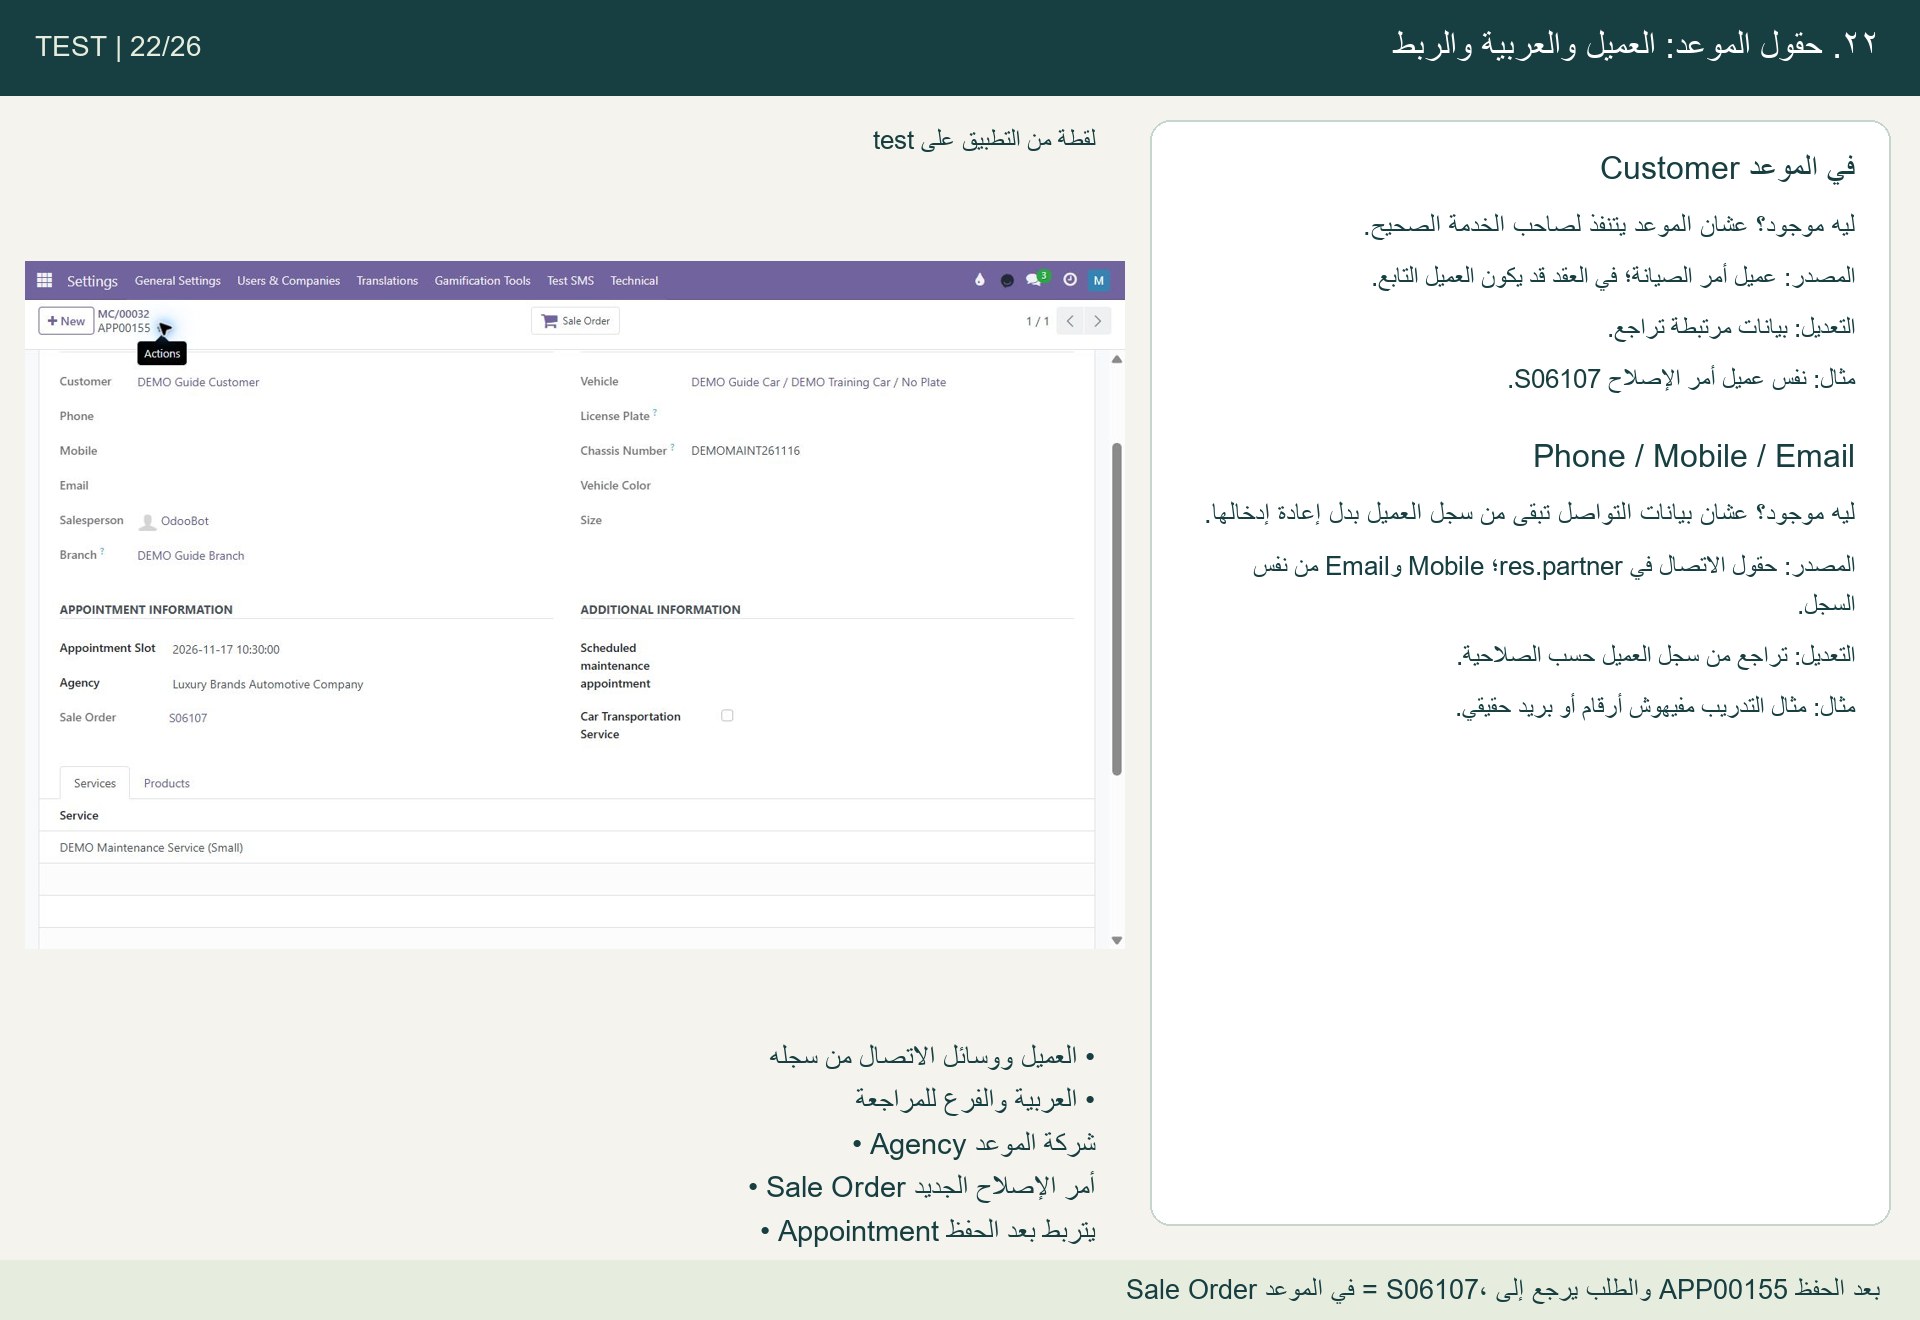 ٢٢. حقول الموعد: العميل والعربية والربط
TEST | 22/26
Customer في الموعد
ليه موجود؟ عشان الموعد يتنفذ لصاحب الخدمة الصحيح.
المصدر: عميل أمر الصيانة؛ في العقد قد يكون العميل التابع.
التعديل: بيانات مرتبطة تراجع.
مثال: نفس عميل أمر الإصلاح S06107.
Phone / Mobile / Email
ليه موجود؟ عشان بيانات التواصل تبقى من سجل العميل بدل إعادة إدخالها.
المصدر: حقول الاتصال في res.partner؛ Mobile وEmail من نفس
السجل.
التعديل: تراجع من سجل العميل حسب الصلاحية.
مثال: مثال التدريب مفيهوش أرقام أو بريد حقيقي.
لقطة من التطبيق على test
Settings General Settings Users & Companies Translations Gamification Tools Test SMS Technical 3 M
New MC/00032 Sale Order 1 / 1
APP00155
Actions
Customer DEMO Guide Customer Vehicle DEMO Guide Car / DEMO Training Car / No Plate
Phone License Plate ?
Mobile Chassis Number ? DEMOMAINT261116
Email Vehicle Color
Salesperson OdooBot Size
Branch ? DEMO Guide Branch
APPOINTMENT INFORMATION ADDITIONAL INFORMATION
Appointment Slot 2026-11-17 10:30:00 Scheduled
maintenance
appointment
Agency Luxury Brands Automotive Company
Sale Order S06107 Car Transportation
Service
Services Products
Service
DEMO Maintenance Service (Small)
• العميل ووسائل الاتصال من سجله
• العربية والفرع للمراجعة
• Agency شركة الموعد
• Sale Order أمر الإصلاح الجديد
• Appointment يتربط بعد الحفظ
Sale Order في الموعد = S06107، والطلب يرجع إلى APP00155 بعد الحفظ